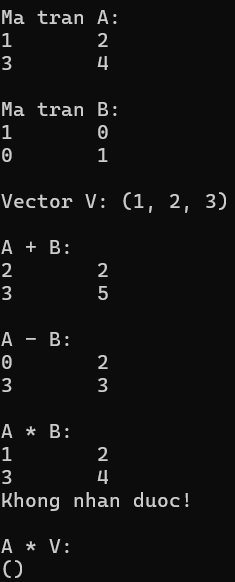 Ma tran A:
1 2
3 4
Ma tran B:
1 0
0 1
Vector V: (1, 2, 3)
A + B:
2 2
3 5
A - B:
0 2
3 3
A * B:
1 2
3 4
Khong nhan duoc!
A * V:
()